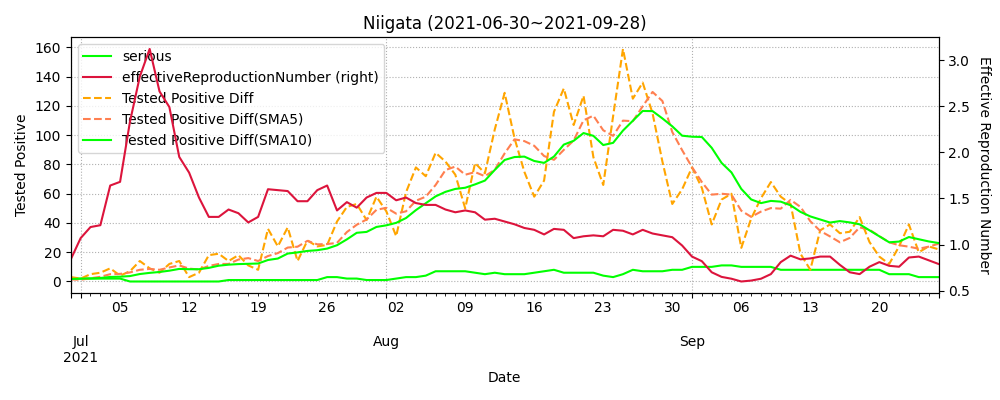 Niigata (2021-06-30~2021-09-28)
serious
effectiveReproductionNumber (right)
Tested Positive Diff
Tested Positive Diff(SMA5)
Tested Positive Diff(SMA10)
Tested Positive
160
140
120
100
80
60
40
20
0
Effective Reproduction Number
3.0
2.5
2.0
1.5
1.0
0.5
05 12 19 26 02 09 16 23 30 06 13 20
Jul Aug Sep
2021
Date